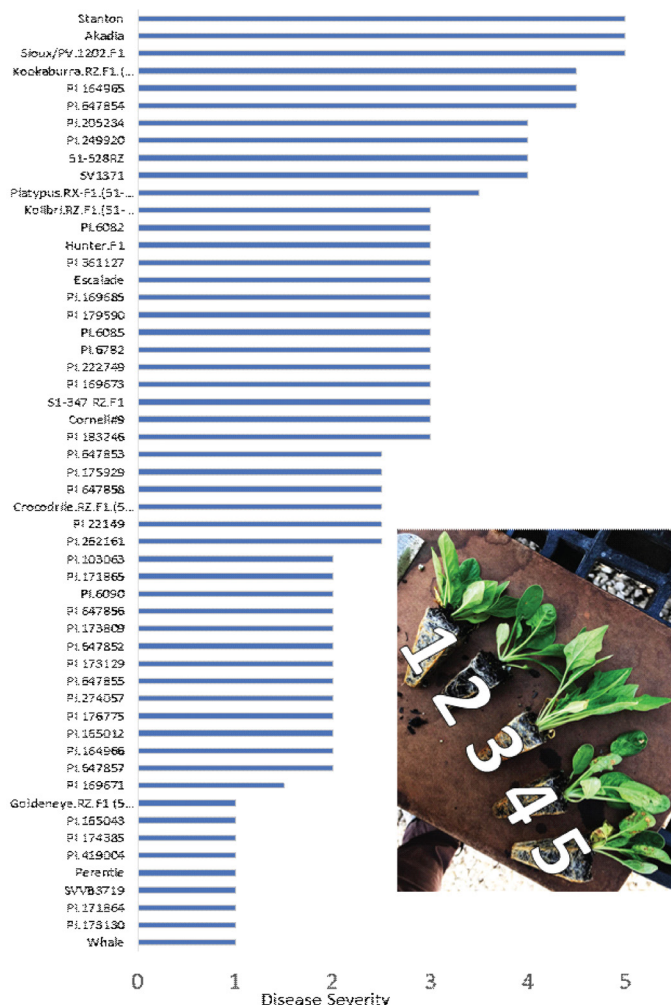 Stanton
Akadia
Sioux/PV.1202.F1
Kookaburra.RZ.F1.(...
PI.164965
PI.647854
PI.205234
PI.249920
51-528RZ
SV1371
Platypus.RX-F1.(51-...
Kolibri.RZ.F1.(51-...
PI.6082
Hunter.F1
PI.361127
Escalade
PI.169685
PI.179590
PI.6085
PI.6782
PI.222749
PI.169673
51-347 RZ.F1
Cornell#9
PI.183246
PI.647853
PI.175929
PI.647858
Crocodrile.RZ.F1.(5...
PI.22149
PI.262161
PI.103063
PI.171865
PI.6090
PI.647856
PI.173809
PI.647852
PI.173129
PI.647855
PI.274057
PI.176775
PI.165012
PI.164966
PI.647857
PI.169671
Goldeneye.RZ.F1 (5...
PI.165043
PI.174385
PI.419004
Perentie
SVVB3719
PI.171864
PI.173130
Whale
1
2
3
4
5
0 1 2 3 4 5
Disease Severity